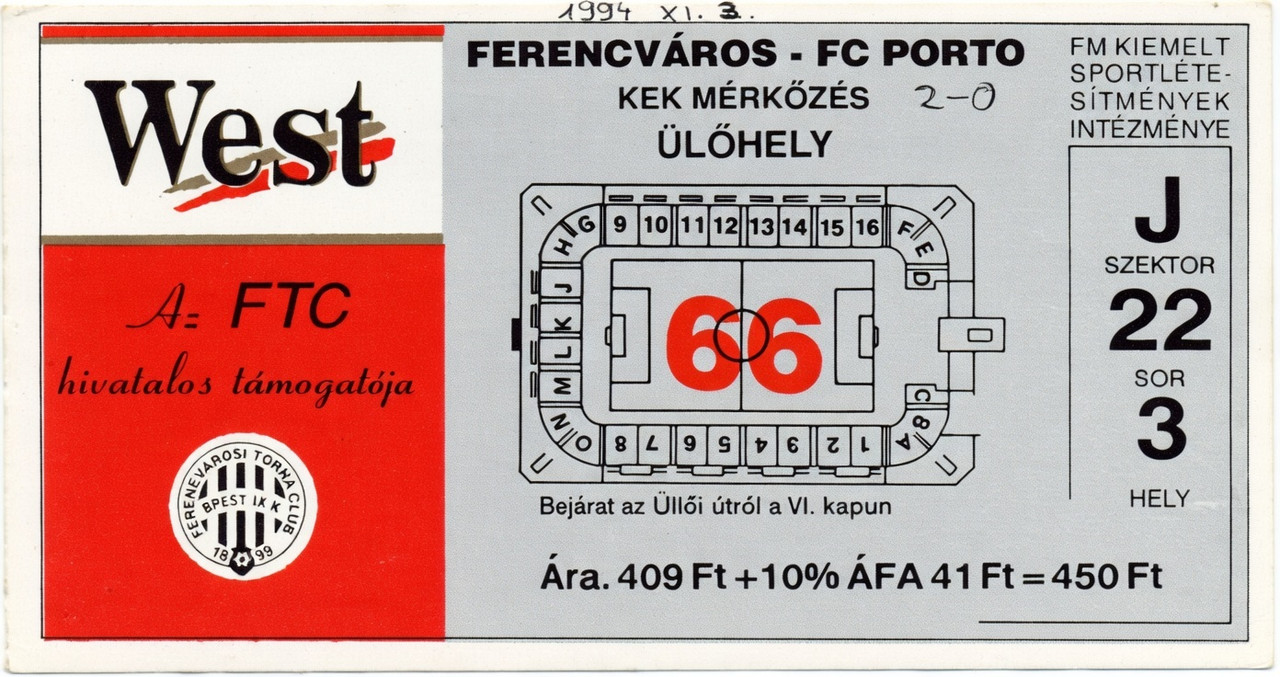 1994 XI. 3.
West
Az FTC
hivatalos támogatója
FERENCVÁROSI TORNA CLUB
BPEST IX K
18 99
FERENCVÁROS - FC PORTO
KEK MÉRKŐZÉS 2-0
ÜLŐHELY
G 9 10 11 12 13 14 15 16 F
H E
J D
K
66
L
M C
N B
O 8 7 6 5 4 3 2 1 A
Bejárat az Üllői útról a VI. kapun
Ára. 409 Ft + 10% ÁFA 41 Ft = 450 Ft
FM KIEMELT
SPORTLÉTE-
SÍTMÉNYEK
INTÉZMÉNYE
J
SZEKTOR
22
SOR
3
HELY